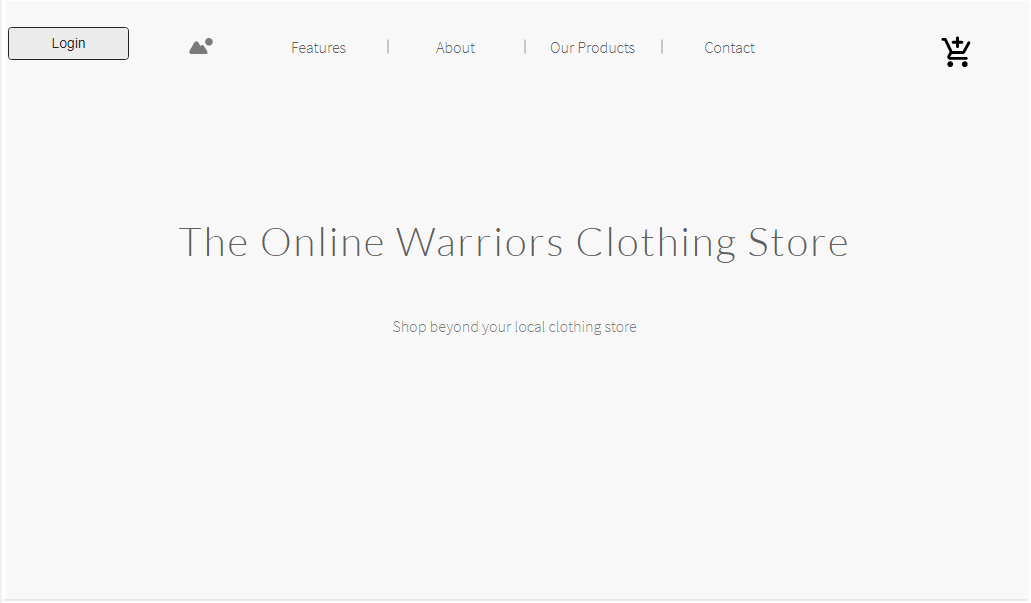 Login
Features | About | Our Products | Contact
The Online Warriors Clothing Store
Shop beyond your local clothing store